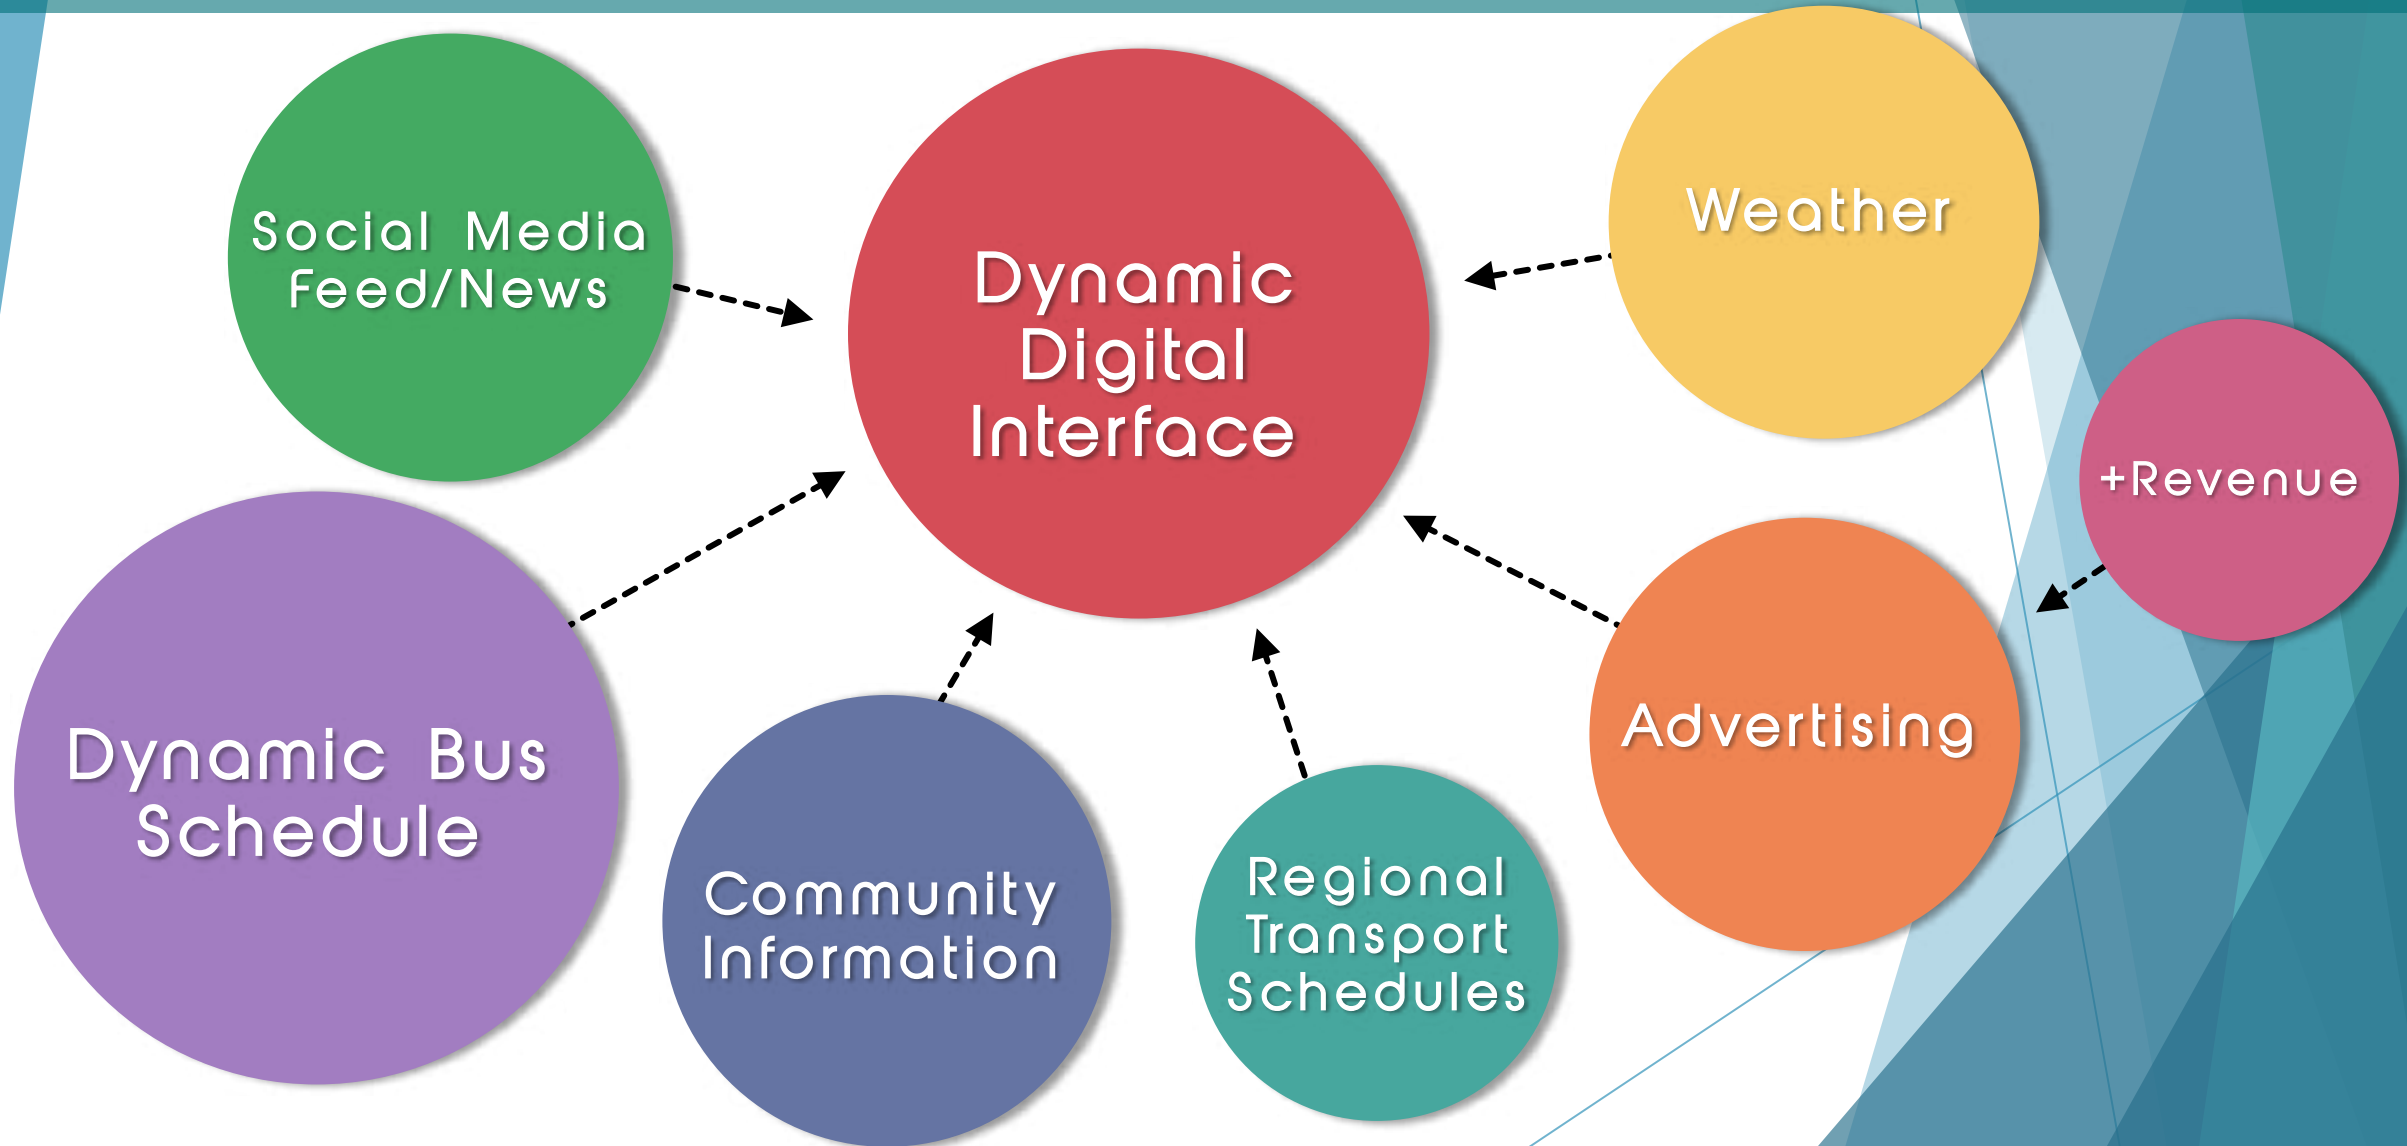 Social Media
Feed/News
Dynamic
Digital
Interface
Weather
+Revenue
Dynamic Bus
Schedule
Community
Information
Regional
Transport
Schedules
Advertising